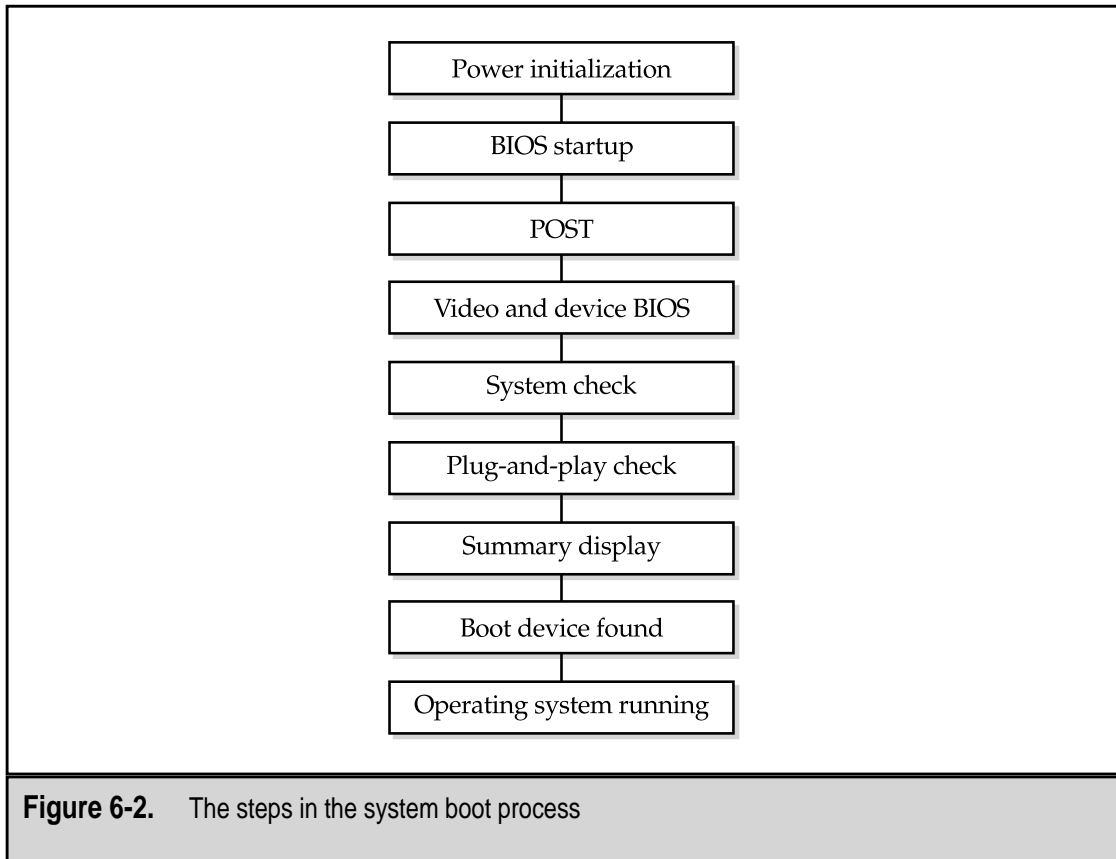 Power initialization
BIOS startup
POST
Video and device BIOS
System check
Plug-and-play check
Summary display
Boot device found
Operating system running
Figure 6-2. The steps in the system boot process